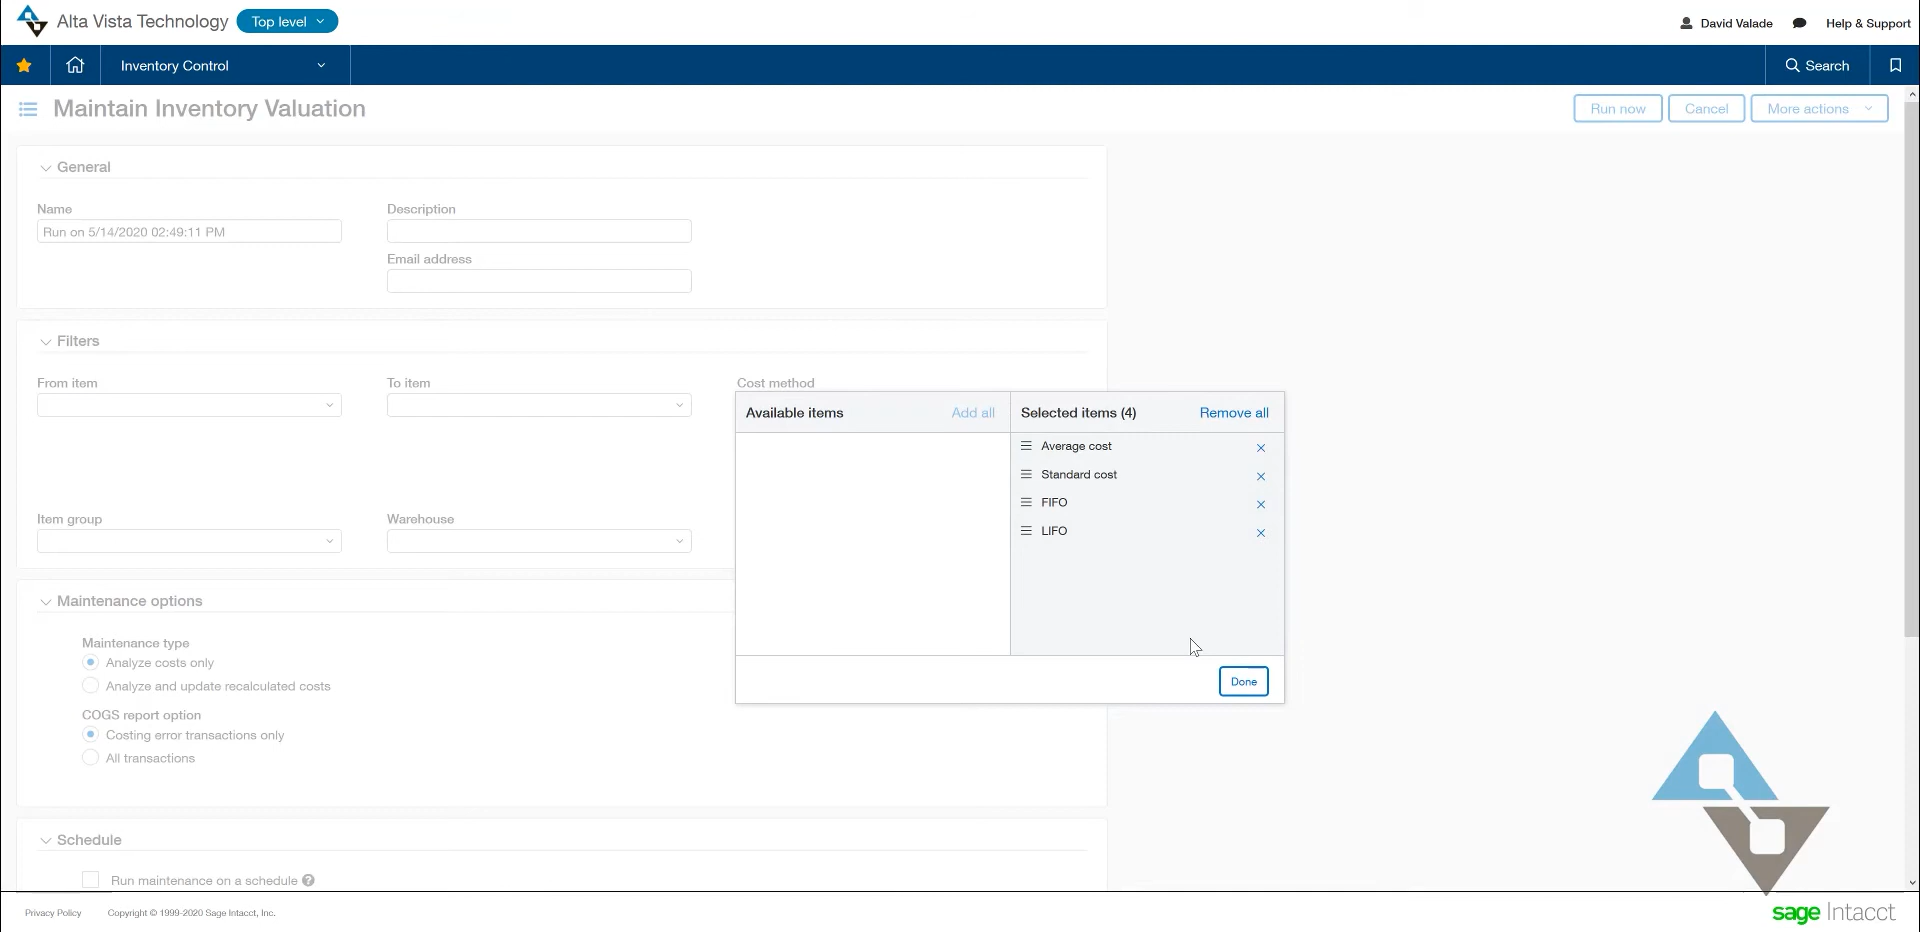 Alta Vista Technology
Top level
David Valade
Help & Support
Inventory Control
Search
Maintain Inventory Valuation
Run now
Cancel
More actions
General
Name
Description
Run on 5/14/2020 02:49:11 PM
Email address
Filters
From item
To item
Cost method
Available items
Add all
Selected items (4)
Remove all
Average cost
Standard cost
FIFO
LIFO
Item group
Warehouse
Maintenance options
Maintenance type
Analyze costs only
Analyze and update recalculated costs
Done
COGS report option
Costing error transactions only
All transactions
Schedule
Run maintenance on a schedule
Privacy Policy
Copyright © 1999-2020 Sage Intacct, Inc.
sage Intacct